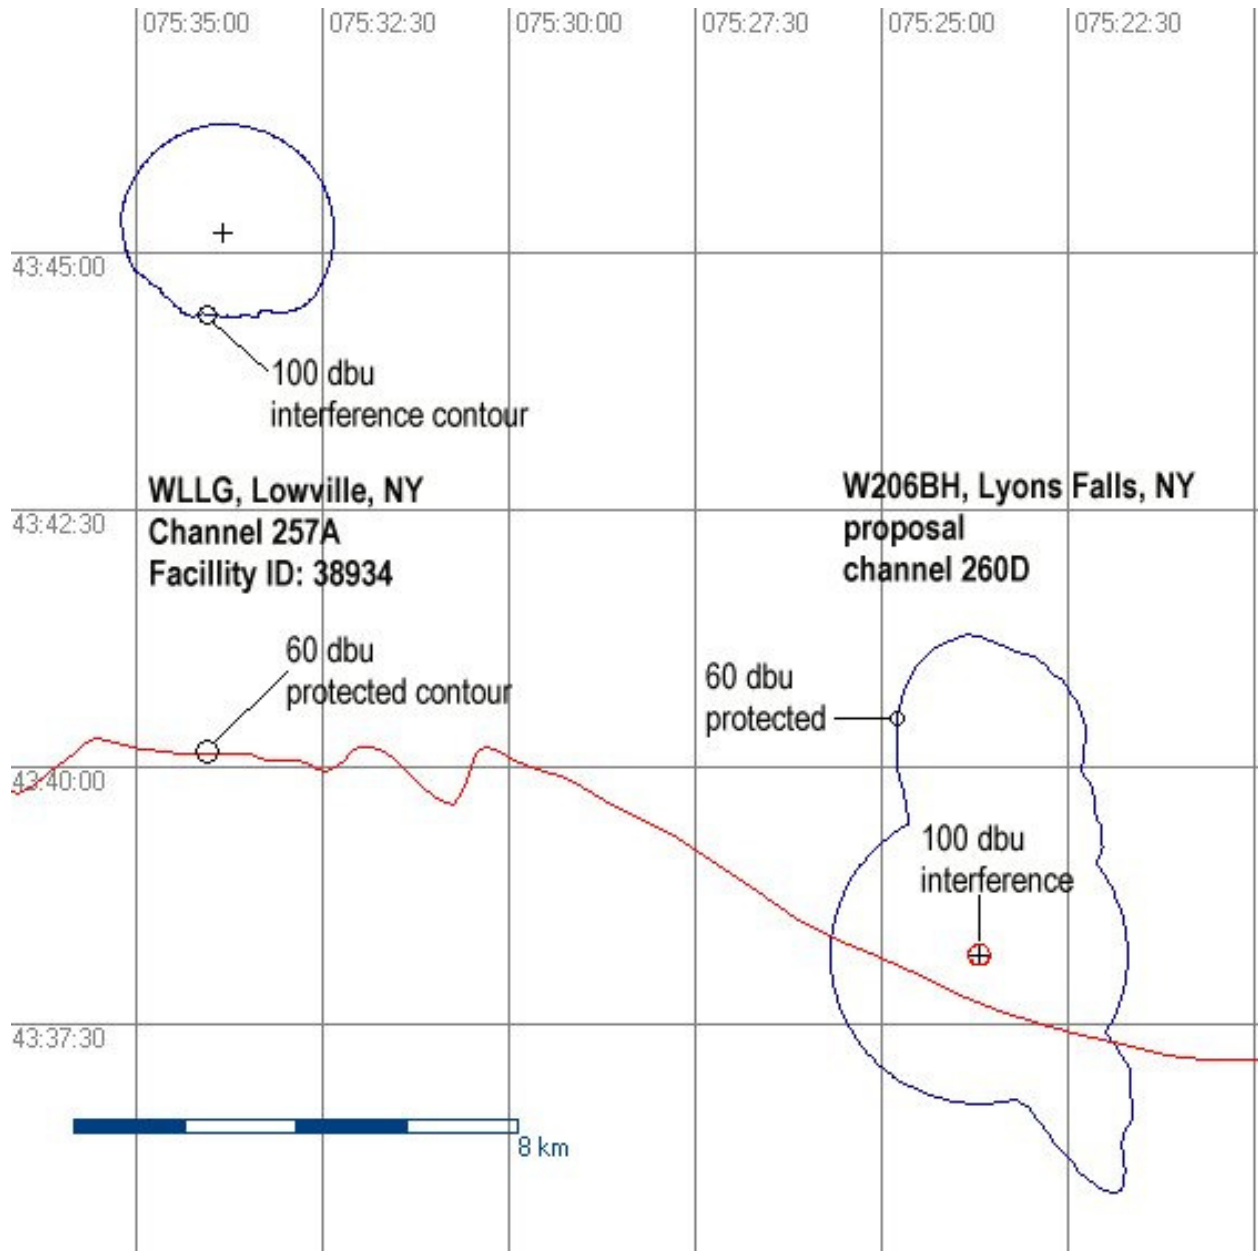 075:35:00
075:32:30
075:30:00
075:27:30
075:25:00
075:22:30
43:45:00
100 dbu
interference contour
WLLG, Lowville, NY
Channel 257A
Facillity ID: 38934
W206BH, Lyons Falls, NY
proposal
channel 260D
43:42:30
60 dbu
protected contour
60 dbu
protected
43:40:00
100 dbu
interference
43:37:30
8 km